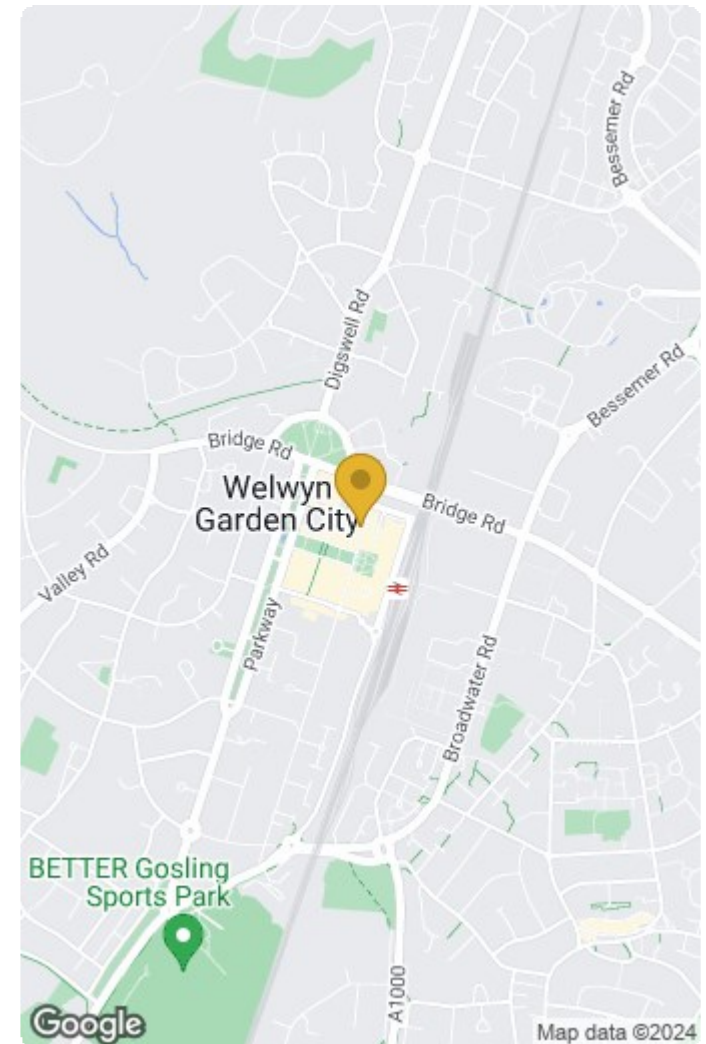 Bessemer Rd
Digswell Rd
Bessemer Rd
Bridge Rd
Welwyn
Garden City
Bridge Rd
Valley Rd
Parkway
Broadwater Rd
BETTER Gosling
Sports Park
A1000
Google
Map data ©2024